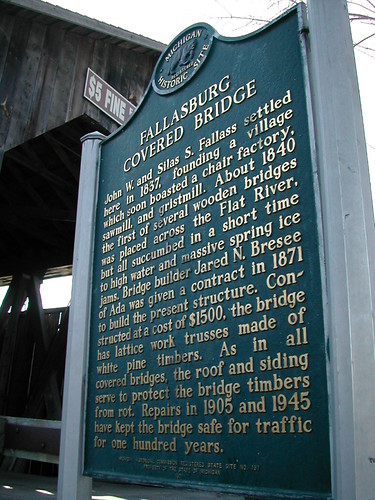 MICHIGAN
HISTORIC SITE
$5 FINE
FALLASBURG
COVERED BRIDGE
John W. and Silas S. Fallass settled
here in 1837, founding a village
which soon boasted a chair factory,
sawmill, and gristmill. About 1840
the first of several wooden bridges
was placed across the Flat River,
but all succumbed in a short time
to high water and massive spring ice
jams. Bridge builder Jared N. Bresee
of Ada was given a contract in 1871
to build the present structure. Con-
structed at a cost of $1500, the bridge
has lattice work trusses made of
white pine timbers. As in all
covered bridges, the roof and siding
serve to protect the bridge timbers
from rot. Repairs in 1905 and 1945
have kept the bridge safe for traffic
for one hundred years.